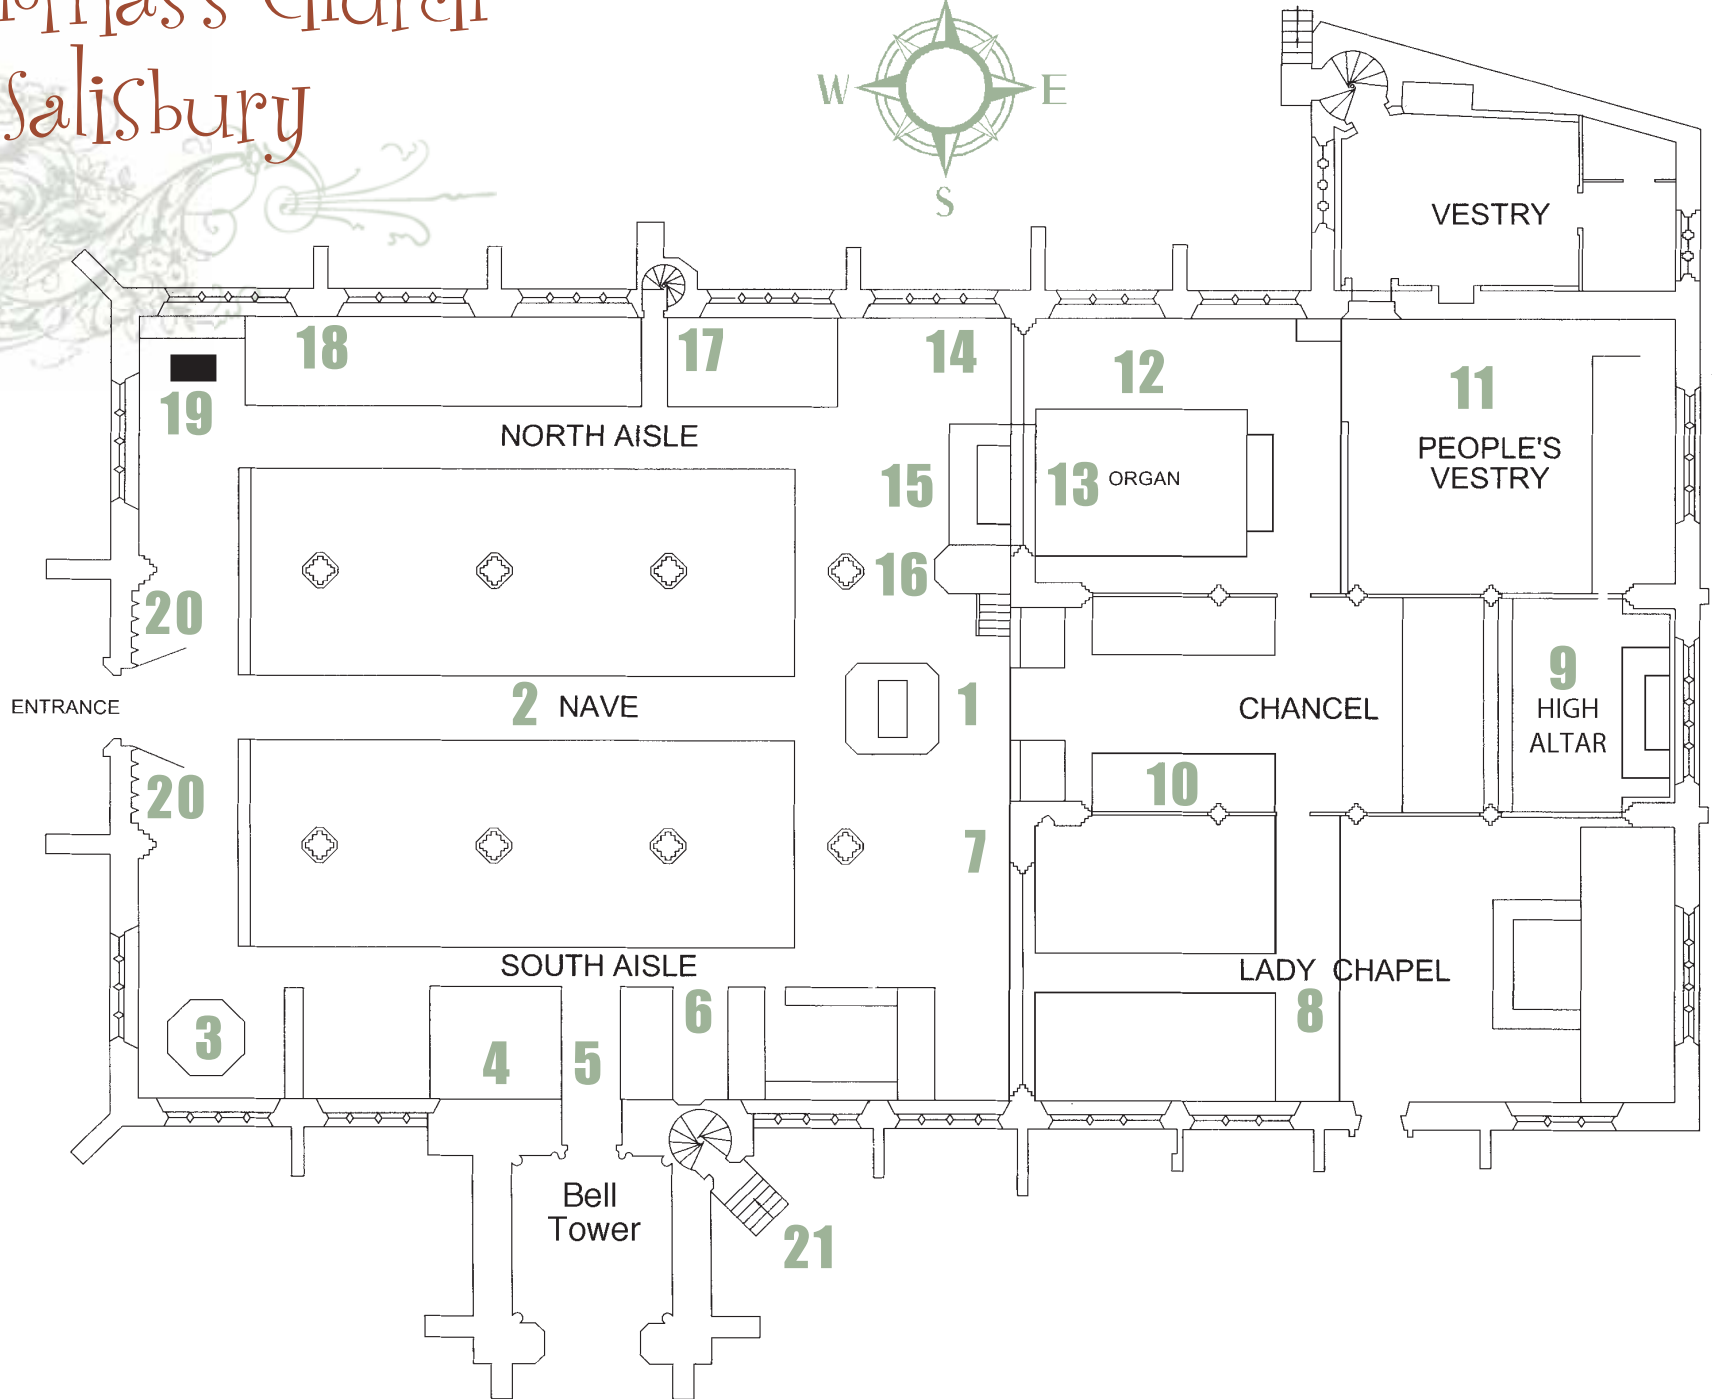 Church
Salisbury
W
E
S
VESTRY
18
17
14
12
11
19
NORTH AISLE
PEOPLE'S
VESTRY
15
13 ORGAN
16
20
9
ENTRANCE
2 NAVE
1
CHANCEL
HIGH
ALTAR
20
10
7
SOUTH AISLE
LADY CHAPEL
3
4
5
6
8
Bell
Tower
21